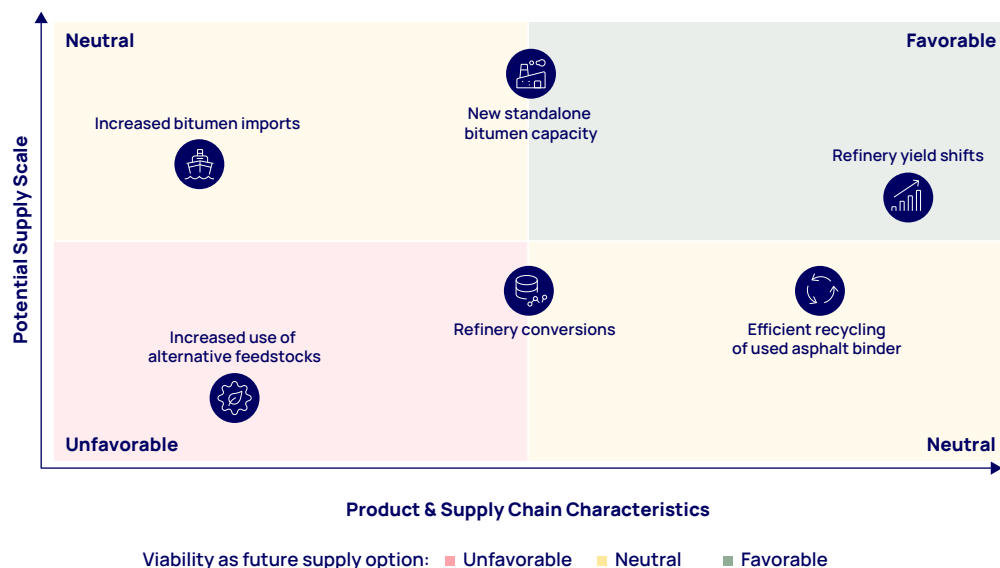 Neutral
Favorable
New standalone
bitumen capacity
Increased bitumen imports
Refinery yield shifts
Potential Supply Scale
Refinery conversions
Efficient recycling
of used asphalt binder
Increased use of
alternative feedstocks
Unfavorable
Neutral
Product & Supply Chain Characteristics
Viability as future supply option: Unfavorable Neutral Favorable